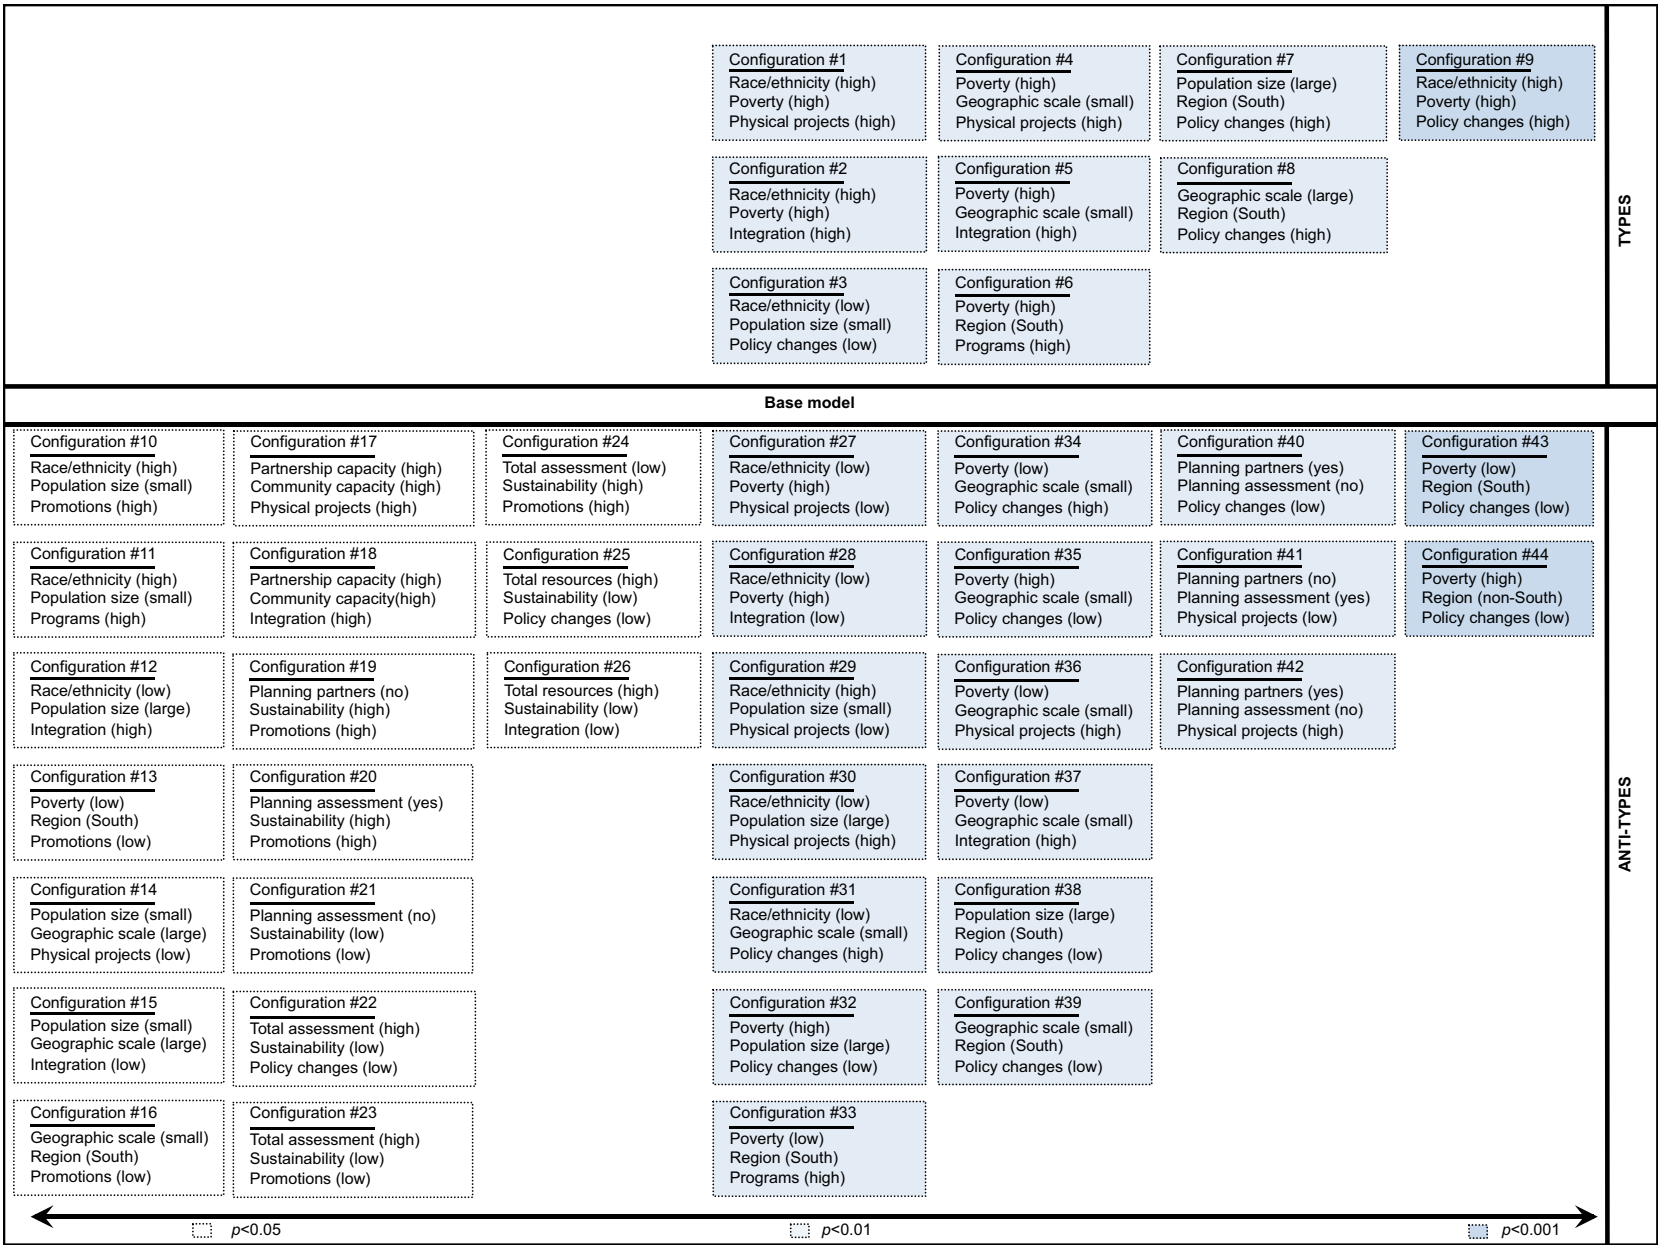 Configuration #1
Race/ethnicity (high)
Poverty (high)
Physical projects (high)
Configuration #4
Poverty (high)
Geographic scale (small)
Physical projects (high)
Configuration #7
Population size (large)
Region (South)
Policy changes (high)
Configuration #9
Race/ethnicity (high)
Poverty (high)
Policy changes (high)
Configuration #2
Race/ethnicity (high)
Poverty (high)
Integration (high)
Configuration #5
Poverty (high)
Geographic scale (small)
Integration (high)
Configuration #8
Geographic scale (large)
Region (South)
Policy changes (high)
Configuration #3
Race/ethnicity (low)
Population size (small)
Policy changes (low)
Configuration #6
Poverty (high)
Region (South)
Programs (high)
TYPES
Base model
Configuration #10
Race/ethnicity (high)
Population size (small)
Promotions (high)
Configuration #17
Partnership capacity (high)
Community capacity (high)
Physical projects (high)
Configuration #24
Total assessment (low)
Sustainability (high)
Promotions (high)
Configuration #27
Race/ethnicity (low)
Poverty (high)
Physical projects (low)
Configuration #34
Poverty (low)
Geographic scale (small)
Policy changes (high)
Configuration #40
Planning partners (yes)
Planning assessment (no)
Policy changes (low)
Configuration #43
Poverty (low)
Region (South)
Policy changes (low)
Configuration #11
Race/ethnicity (high)
Population size (small)
Programs (high)
Configuration #18
Partnership capacity (high)
Community capacity(high)
Integration (high)
Configuration #25
Total resources (high)
Sustainability (low)
Policy changes (low)
Configuration #28
Race/ethnicity (low)
Poverty (high)
Integration (low)
Configuration #35
Poverty (high)
Geographic scale (small)
Policy changes (low)
Configuration #41
Planning partners (no)
Planning assessment (yes)
Physical projects (low)
Configuration #44
Poverty (high)
Region (non-South)
Policy changes (low)
Configuration #12
Race/ethnicity (low)
Population size (large)
Integration (high)
Configuration #19
Planning partners (no)
Sustainability (high)
Promotions (high)
Configuration #26
Total resources (high)
Sustainability (low)
Integration (low)
Configuration #29
Race/ethnicity (high)
Population size (small)
Physical projects (low)
Configuration #36
Poverty (low)
Geographic scale (small)
Physical projects (high)
Configuration #42
Planning partners (yes)
Planning assessment (no)
Physical projects (high)
Configuration #13
Poverty (low)
Region (South)
Promotions (low)
Configuration #20
Planning assessment (yes)
Sustainability (high)
Promotions (high)
Configuration #30
Race/ethnicity (low)
Population size (large)
Physical projects (high)
Configuration #37
Poverty (low)
Geographic scale (small)
Integration (high)
Configuration #14
Population size (small)
Geographic scale (large)
Physical projects (low)
Configuration #21
Planning assessment (no)
Sustainability (low)
Promotions (low)
Configuration #31
Race/ethnicity (low)
Geographic scale (small)
Policy changes (high)
Configuration #38
Population size (large)
Region (South)
Policy changes (low)
Configuration #15
Population size (small)
Geographic scale (large)
Integration (low)
Configuration #22
Total assessment (high)
Sustainability (low)
Policy changes (low)
Configuration #32
Poverty (high)
Population size (large)
Policy changes (low)
Configuration #39
Geographic scale (small)
Region (South)
Policy changes (low)
Configuration #16
Geographic scale (small)
Region (South)
Promotions (low)
Configuration #23
Total assessment (high)
Sustainability (low)
Promotions (low)
Configuration #33
Poverty (low)
Region (South)
Programs (high)
ANTI-TYPES
p<0.05
p<0.01
p<0.001